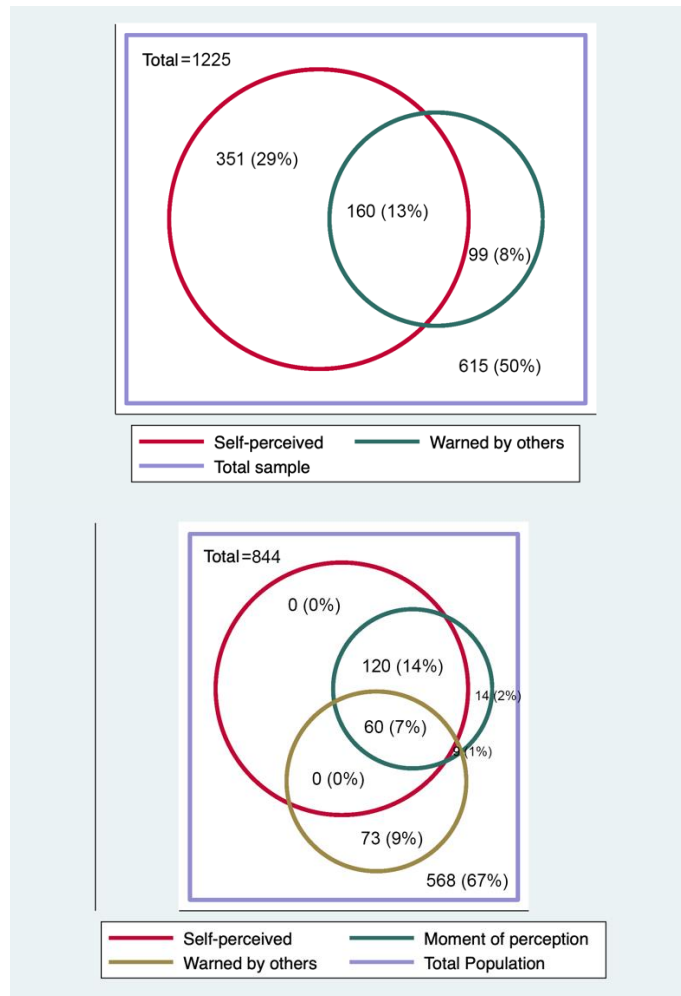 Total=1225
351 (29%)
160 (13%)
99 (8%)
615 (50%)
Self-perceived
Warned by others
Total sample
Total=844
0 (0%)
120 (14%)
14 (2%)
60 (7%)
9 (1%)
0 (0%)
73 (9%)
568 (67%)
Self-perceived
Moment of perception
Warned by others
Total Population